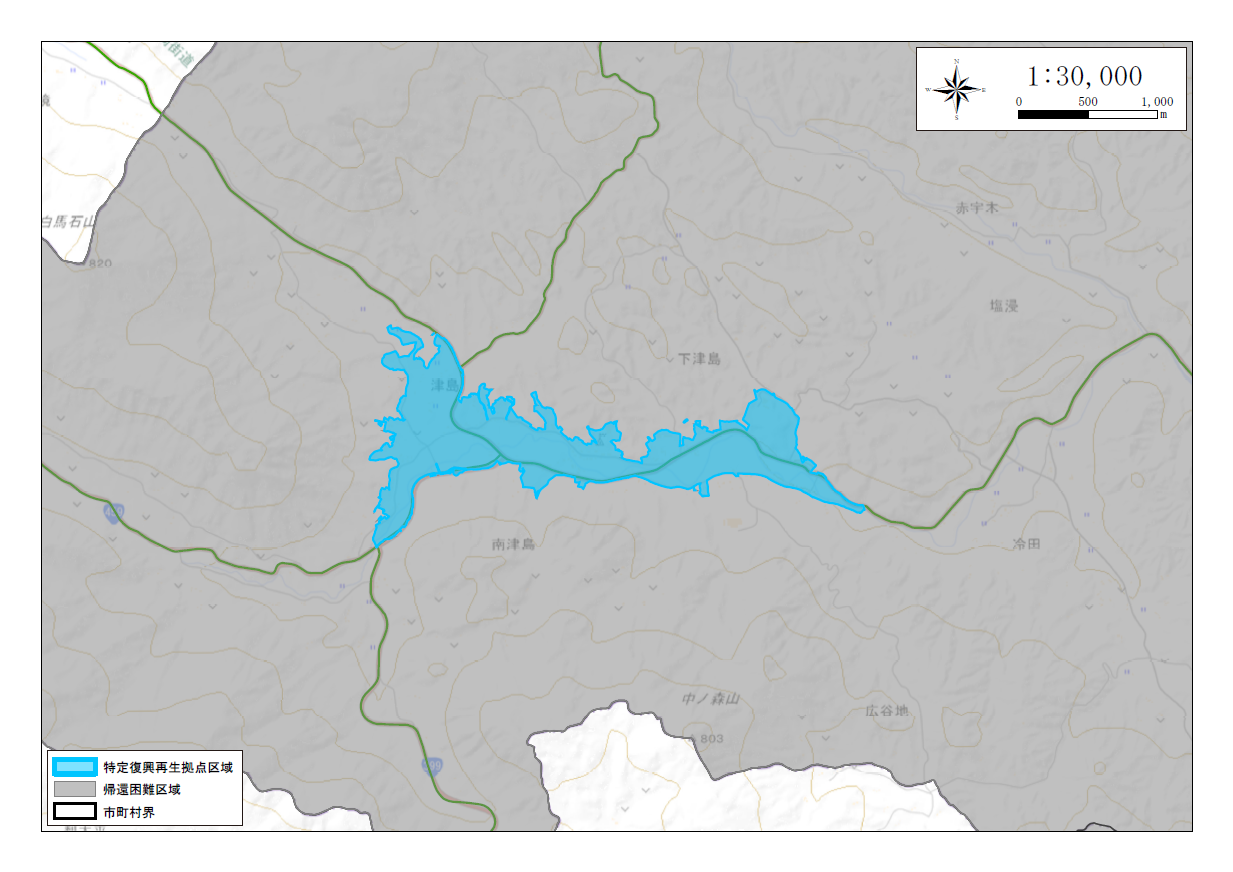 街道
N
W E
S
1:30,000
0 500 1,000
m
白馬石山
820
赤宇木
塩浸
下津島
津島
南津島
冷田
中ノ森山
803
広谷地
特定復興再生拠点区域
帰還困難区域
市町村界